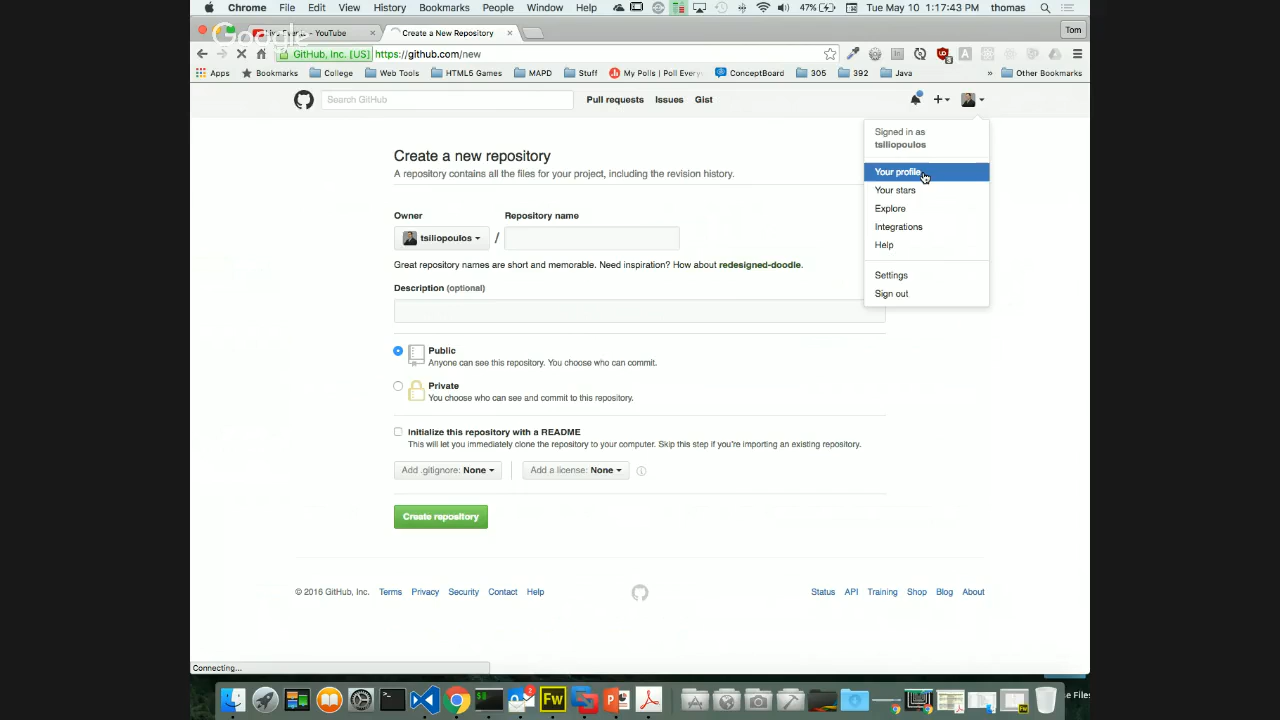 Chrome File Edit View History Bookmarks People Window Help 47% Tue May 10 1:17:43 PM thomas
Live Events - YouTube Create a New Repository Tom
Google
GitHub, Inc. [US] https://github.com/new
Apps Bookmarks College Web Tools HTML5 Games MAPD Stuff My Polls | Poll Every ConceptBoard 305 392 Java » Other Bookmarks
Search GitHub Pull requests Issues Gist
Signed in as
tsiliopoulos
Your profile
Your stars
Explore
Integrations
Help
Settings
Sign out
Create a new repository
A repository contains all the files for your project, including the revision history.
Owner Repository name
tsiliopoulos /
Great repository names are short and memorable. Need inspiration? How about redesigned-doodle.
Description (optional)
Public
Anyone can see this repository. You choose who can commit.
Private
You choose who can see and commit to this repository.
Initialize this repository with a README
This will let you immediately clone the repository to your computer. Skip this step if you're importing an existing repository.
Add .gitignore: None Add a license: None
Create repository
© 2016 GitHub, Inc. Terms Privacy Security Contact Help Status API Training Shop Blog About
Connecting...
Fw Fw